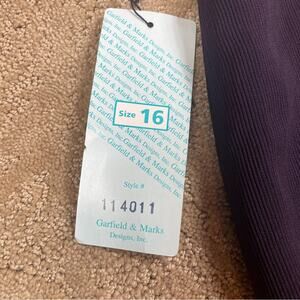 Size 16
Style #
114011
Garfield & Marks
Designs, Inc.